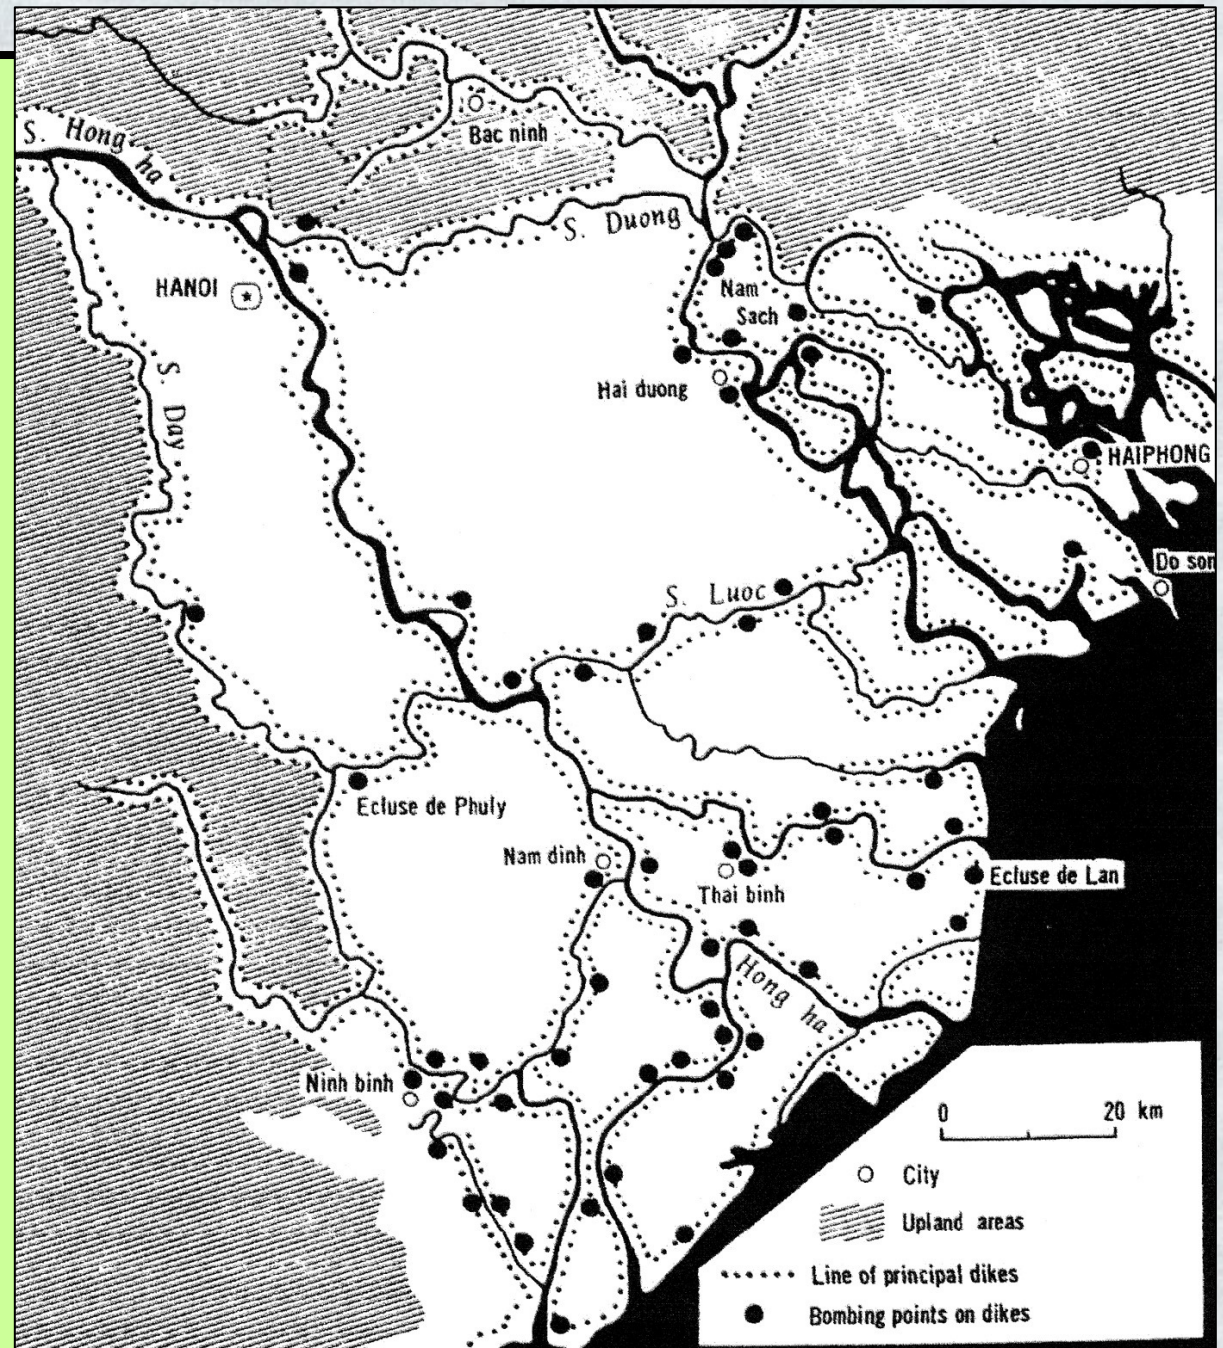 S. Hong ha
Bac ninh
S. Duong
HANOI
Nam
Sach
S. Day
Hai duong
HAIPHONG
Do son
S. Luoc
Ecluse de Phuly
Nam dinh
Thai binh
Ecluse de Lan
Hong ha
Ninh binh
0 20 km
City
Upland areas
Line of principal dikes
Bombing points on dikes